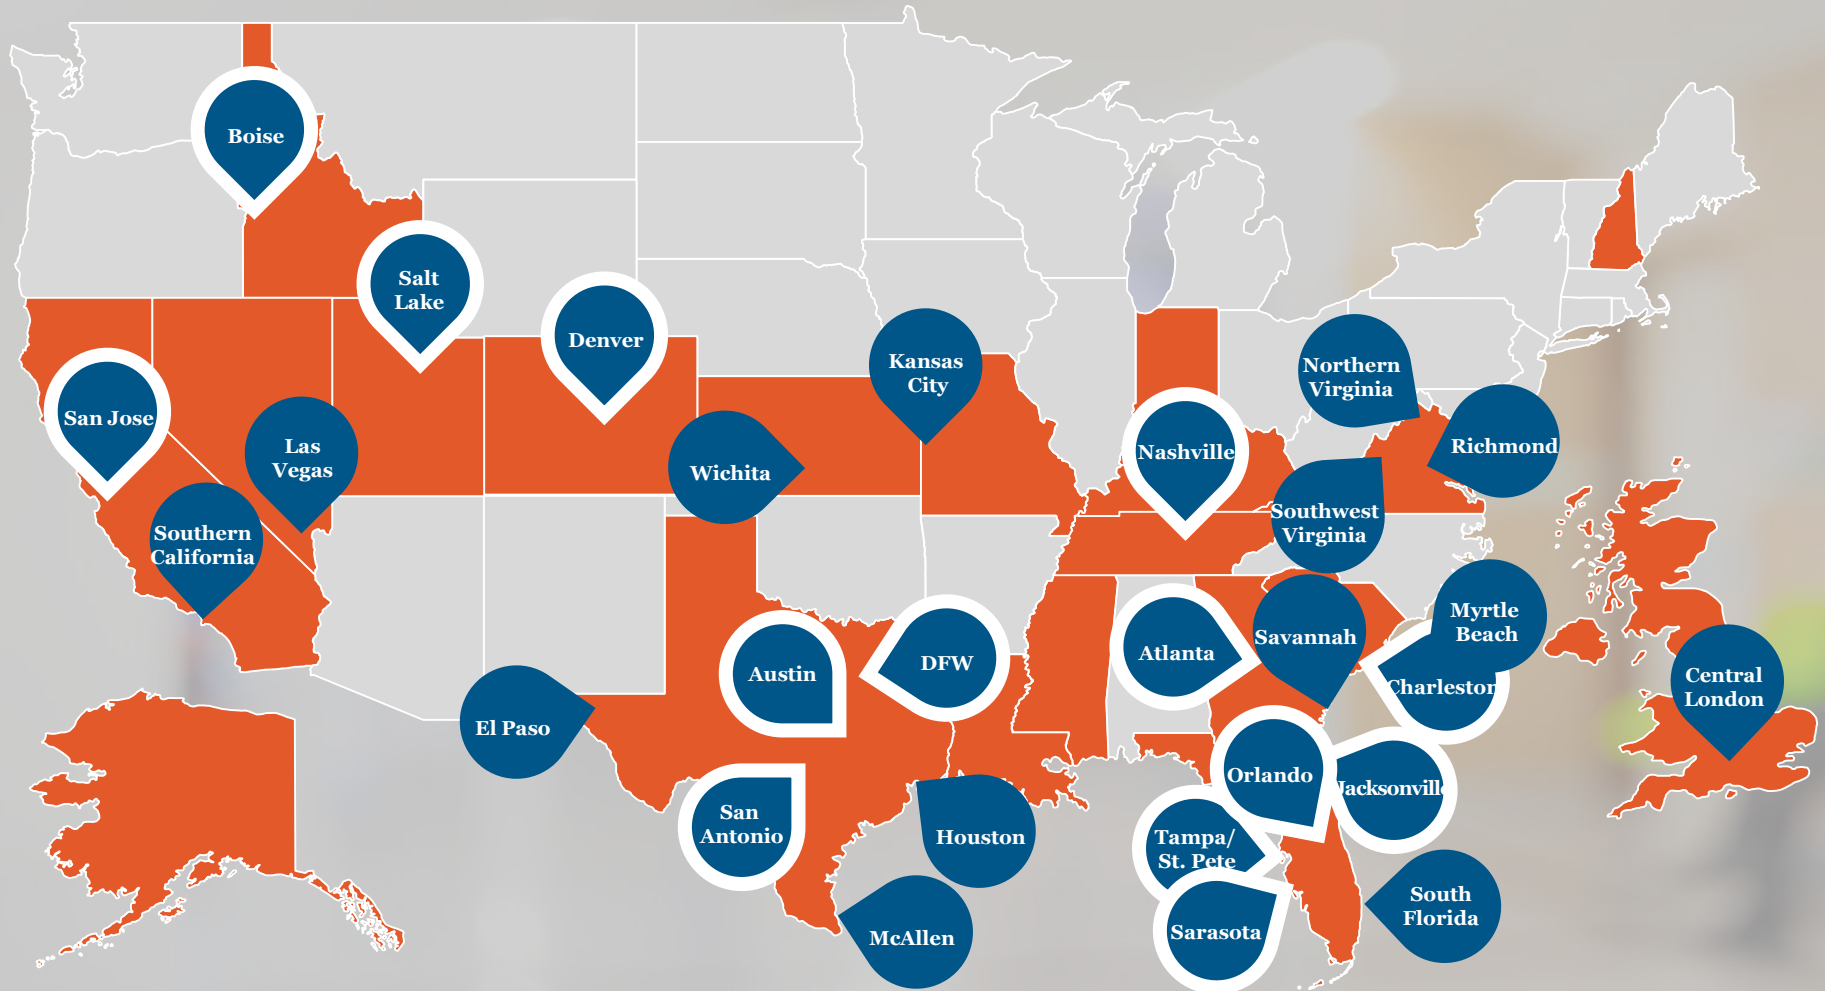 Boise
Salt
Lake
Denver
Kansas
City
Northern
Virginia
San Jose
Las
Vegas
Wichita
Nashville
Richmond
Southern
California
Southwest
Virginia
Myrtle
Beach
Austin
DFW
Atlanta
Savannah
Charleston
Central
London
El Paso
San
Antonio
Houston
Orlando
Jacksonville
Tampa/
St. Pete
McAllen
Sarasota
South
Florida